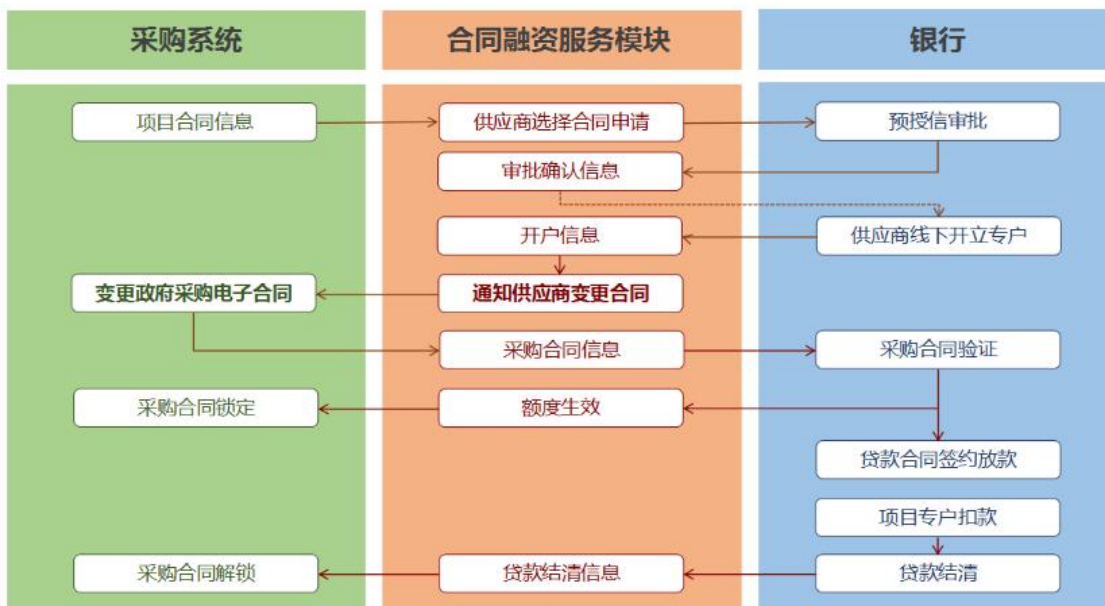 采购系统
合同融资服务模块
银行
项目合同信息
供应商选择合同申请
预授信审批
审批确认信息
开户信息
供应商线下开立专户
变更政府采购电子合同
通知供应商变更合同
采购合同信息
采购合同验证
采购合同锁定
额度生效
贷款合同签约放款
项目专户扣款
采购合同解锁
贷款结清信息
贷款结清